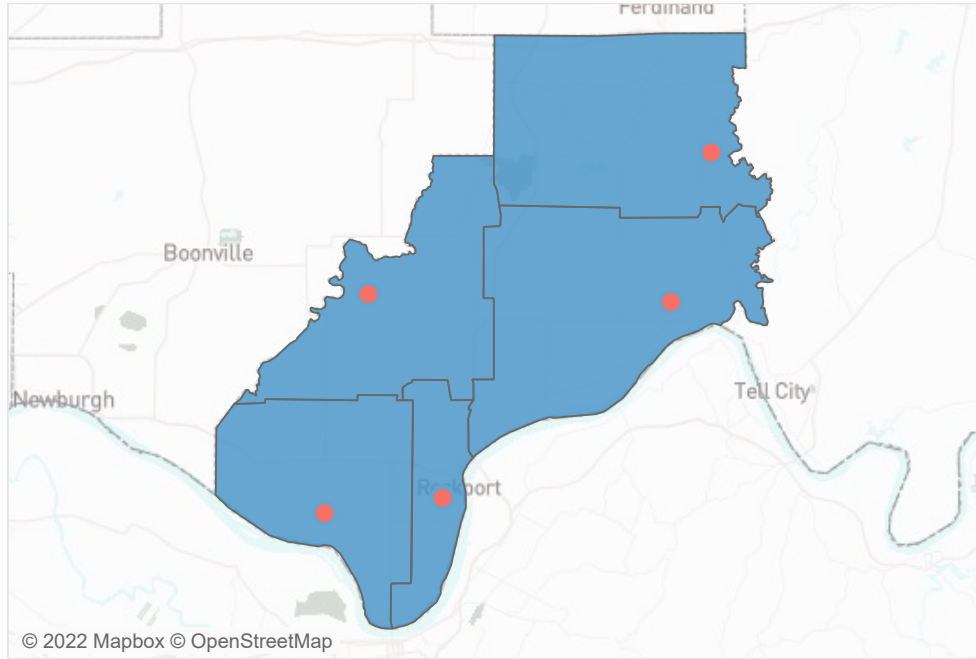 Ferdinand
Boonville
Newburgh
Tell City
Rockport
© 2022 Mapbox © OpenStreetMap